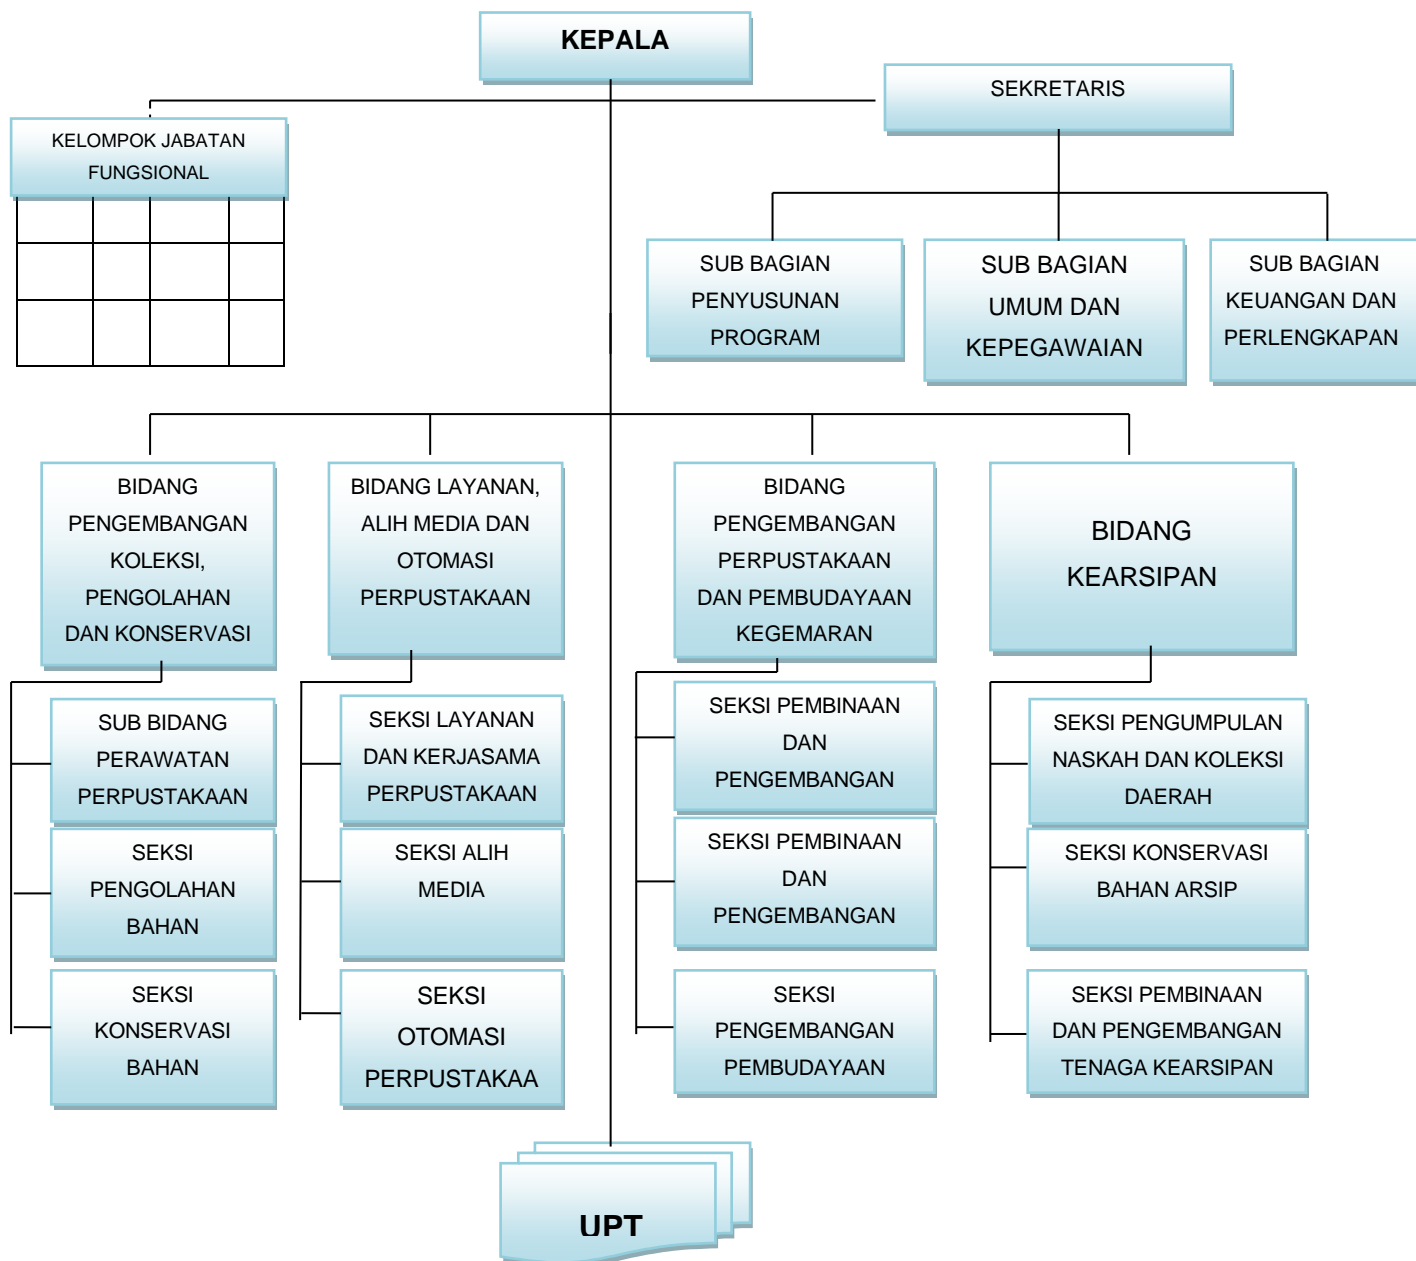 KEPALA
SEKRETARIS
KELOMPOK JABATAN
FUNGSIONAL
SUB BAGIAN
PENYUSUNAN
PROGRAM
SUB BAGIAN
UMUM DAN
KEPEGAWAIAN
SUB BAGIAN
KEUANGAN DAN
PERLENGKAPAN
BIDANG
PENGEMBANGAN
KOLEKSI,
PENGOLAHAN
DAN KONSERVASI
BIDANG LAYANAN,
ALIH MEDIA DAN
OTOMASI
PERPUSTAKAAN
BIDANG
PENGEMBANGAN
PERPUSTAKAAN
DAN PEMBUDAYAAN
KEGEMARAN
BIDANG
KEARSIPAN
SUB BIDANG
PERAWATAN
PERPUSTAKAAN
SEKSI
PENGOLAHAN
BAHAN
SEKSI
KONSERVASI
BAHAN
SEKSI LAYANAN
DAN KERJASAMA
PERPUSTAKAAN
SEKSI ALIH
MEDIA
SEKSI
OTOMASI
PERPUSTAKAA
SEKSI PEMBINAAN
DAN
PENGEMBANGAN
SEKSI PEMBINAAN
DAN
PENGEMBANGAN
SEKSI
PENGEMBANGAN
PEMBUDAYAAN
SEKSI PENGUMPULAN
NASKAH DAN KOLEKSI
DAERAH
SEKSI KONSERVASI
BAHAN ARSIP
SEKSI PEMBINAAN
DAN PENGEMBANGAN
TENAGA KEARSIPAN
UPT